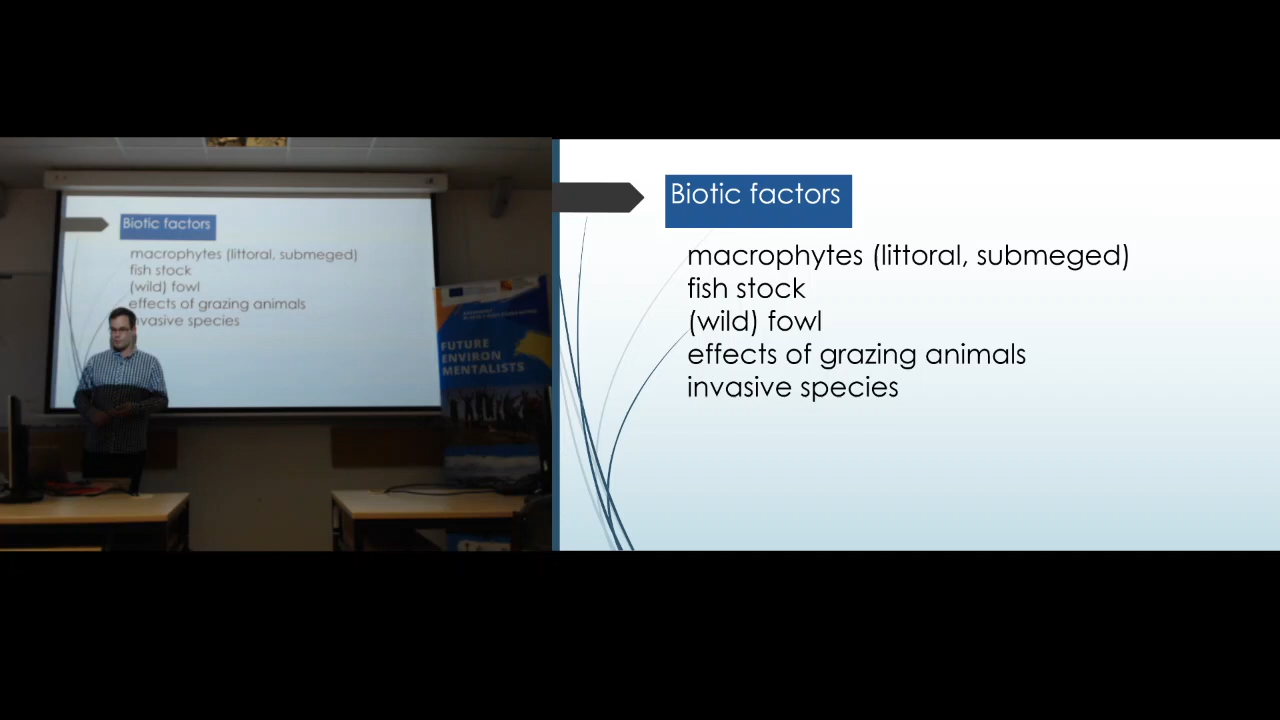 Biotic factors
macrophytes (littoral, submeged)
fish stock
(wild) fowl
effects of grazing animals
invasive species
FUTURE
ENVIRON
MENTALISTS
Biotic factors
macrophytes (littoral, submeged)
fish stock
(wild) fowl
effects of grazing animals
invasive species